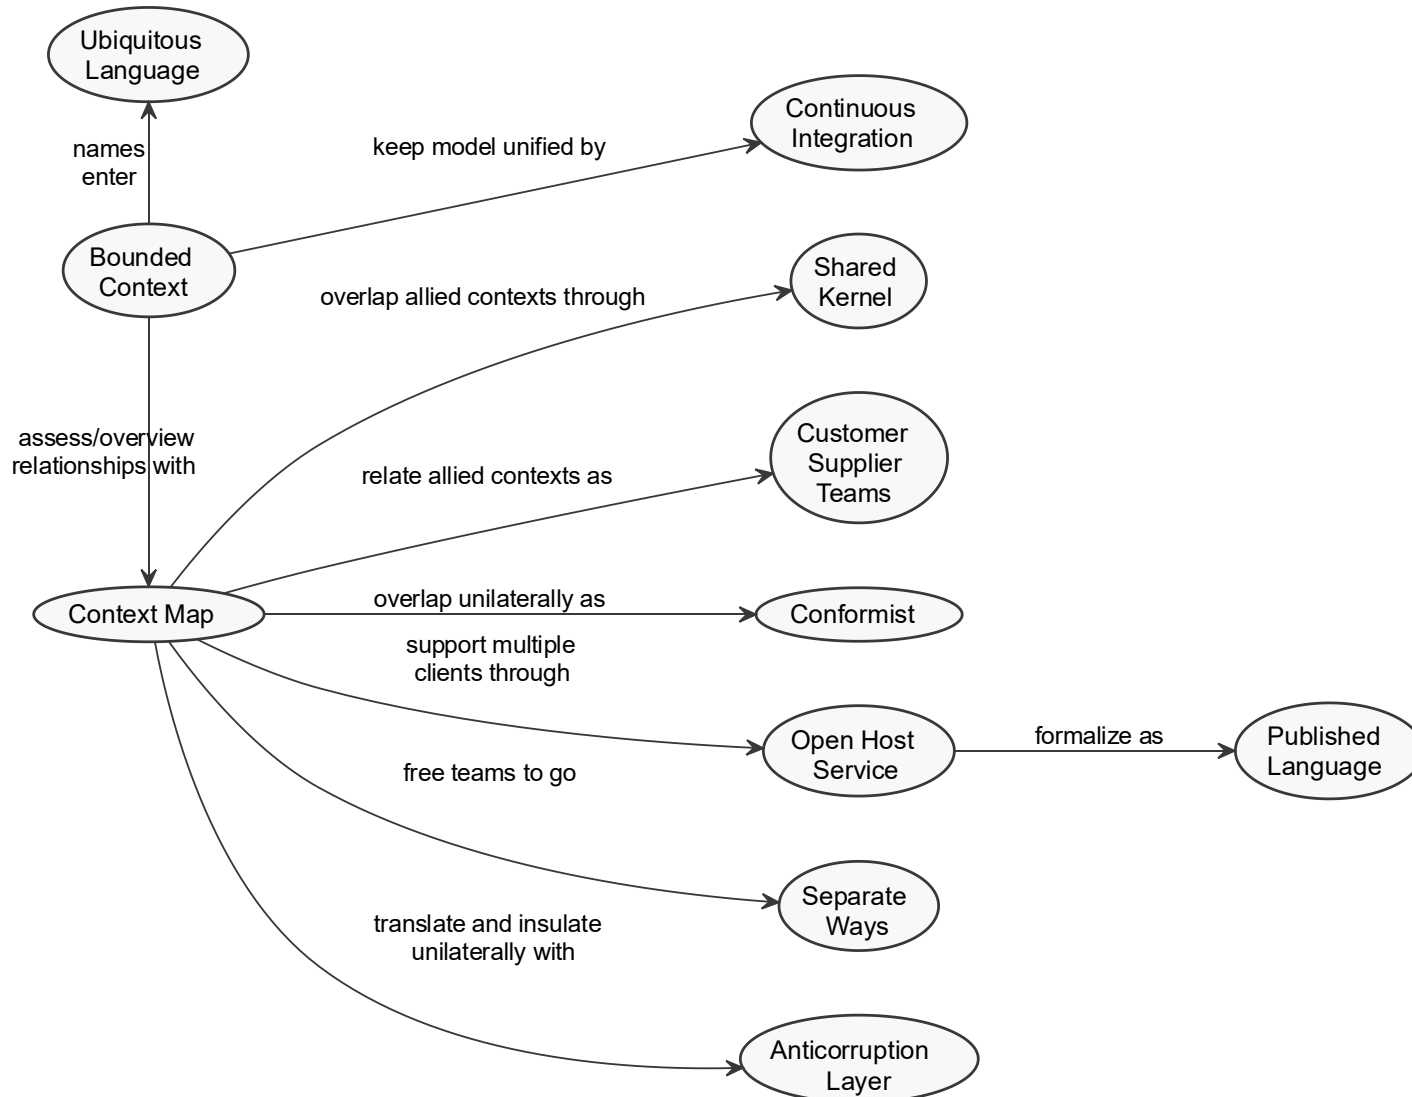 Ubiquitous
Language
names
enter
Bounded
Context
keep model unified by
Continuous
Integration
overlap allied contexts through
Shared
Kernel
assess/overview
relationships with
relate allied contexts as
Customer
Supplier
Teams
Context Map
overlap unilaterally as
Conformist
support multiple
clients through
Open Host
Service
formalize as
Published
Language
free teams to go
Separate
Ways
translate and insulate
unilaterally with
Anticorruption
Layer